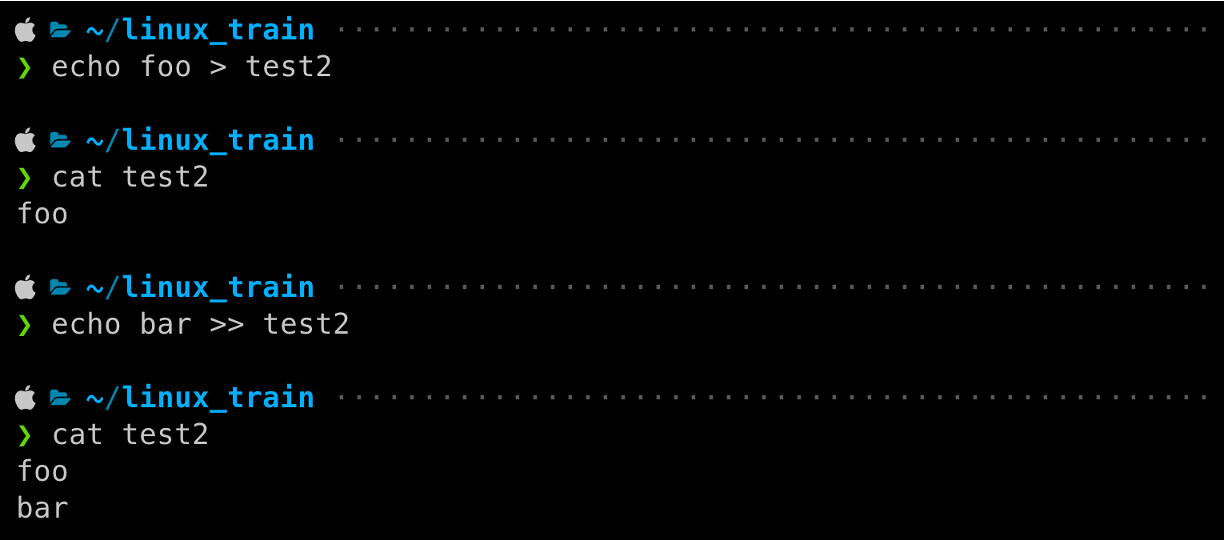 ~/linux_train
❯ echo foo > test2
~/linux_train
❯ cat test2
foo
~/linux_train
❯ echo bar >> test2
~/linux_train
❯ cat test2
foo
bar